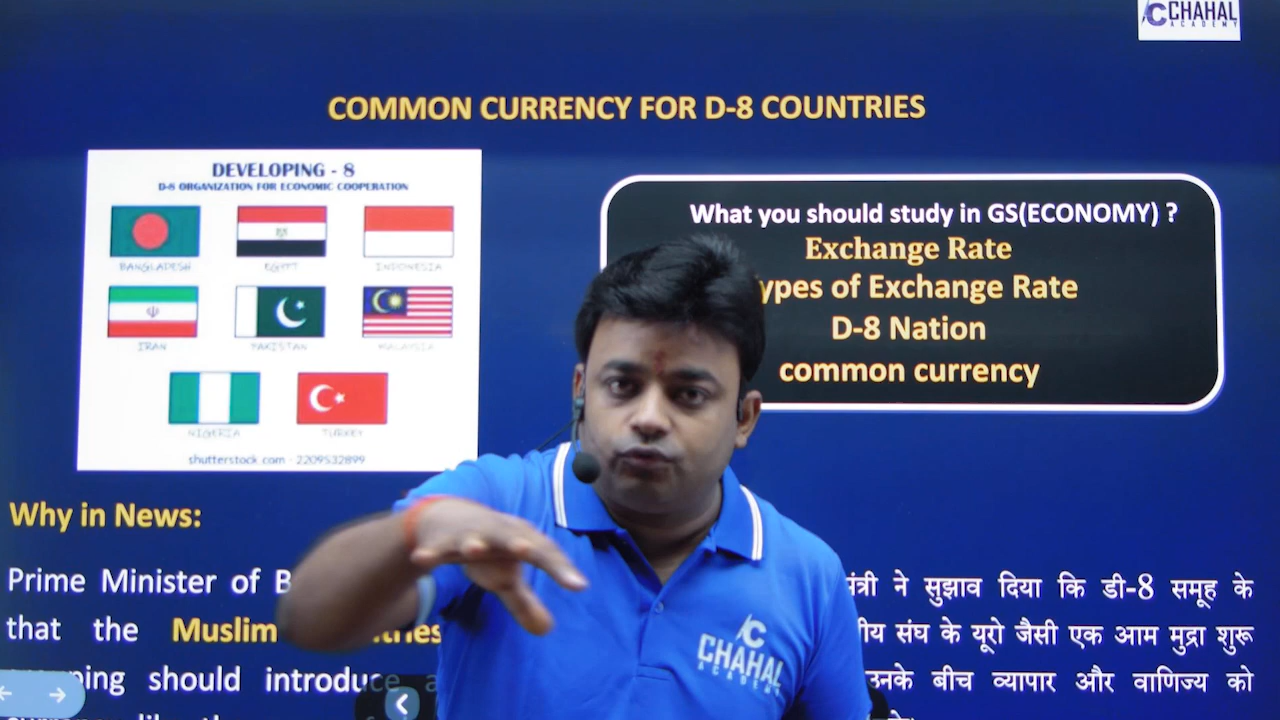 CHAHAL
ACADEMY
COMMON CURRENCY FOR D-8 COUNTRIES
DEVELOPING - 8
D-8 ORGANIZATION FOR ECONOMIC COOPERATION
BANGLADESH EGYPT INDONESIA
IRAN PAKISTAN MALAYSIA
NIGERIA TURKEY
shutterstock.com · 2209532899
What you should study in GS(ECONOMY) ?
Exchange Rate
ypes of Exchange Rate
D-8 Nation
common currency
Why in News:
Prime Minister of B
that the Muslim
should introduce a
ने सुझाव दिया कि डी-8 समूह के
संघ के यूरो जैसी एक आम मुद्रा शुरू
उनके बीच व्यापार और वाणिज्य को
CHAHAL
ACADEMY